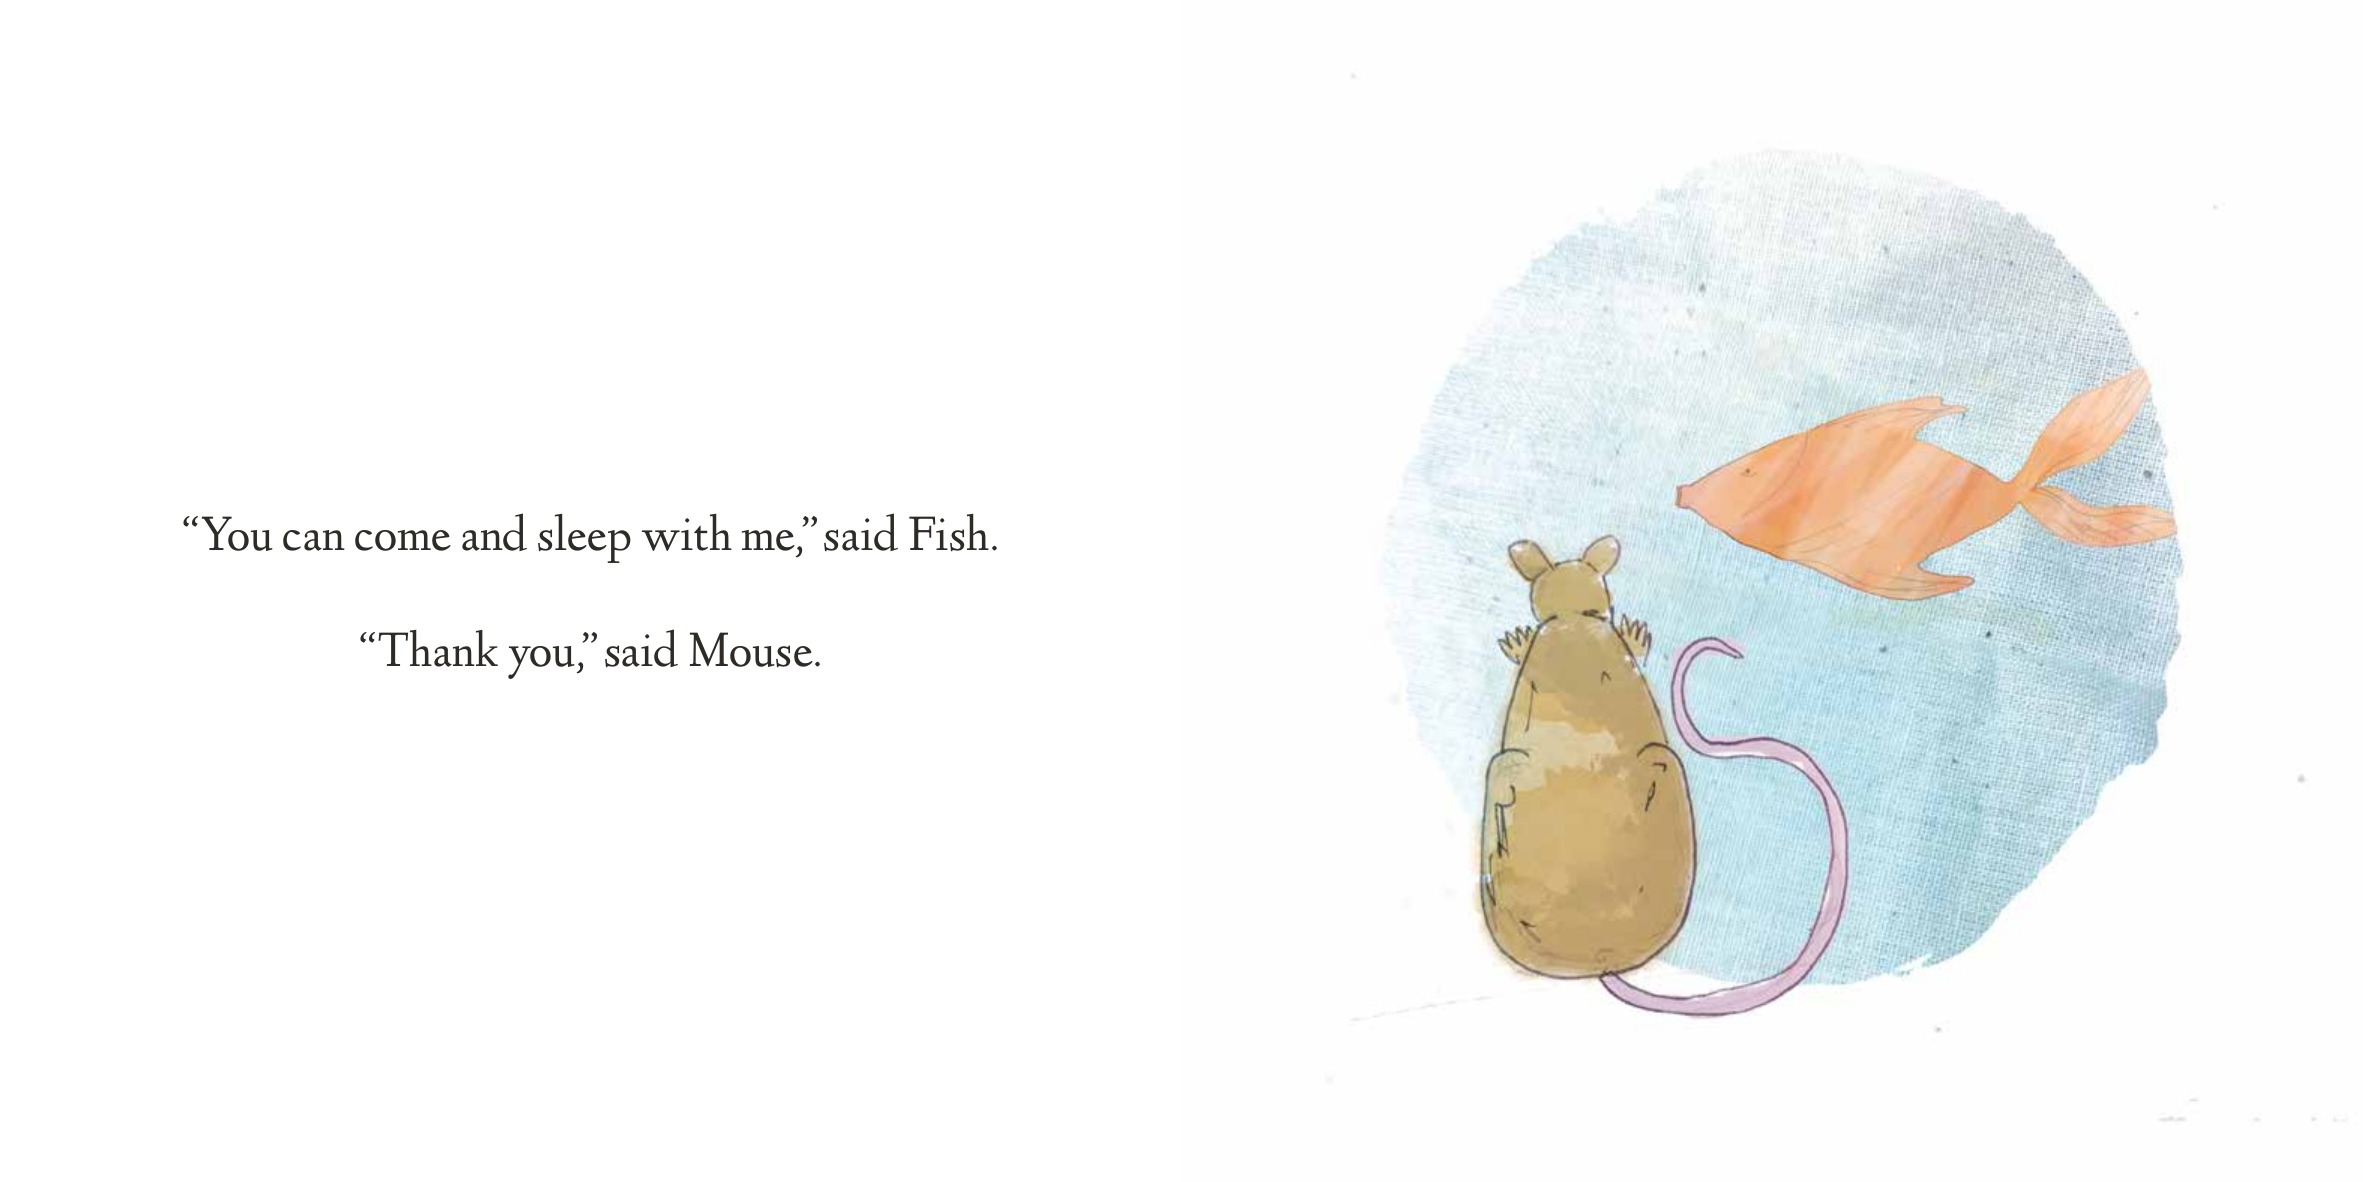 “You can come and sleep with me,” said Fish.
“Thank you,” said Mouse.